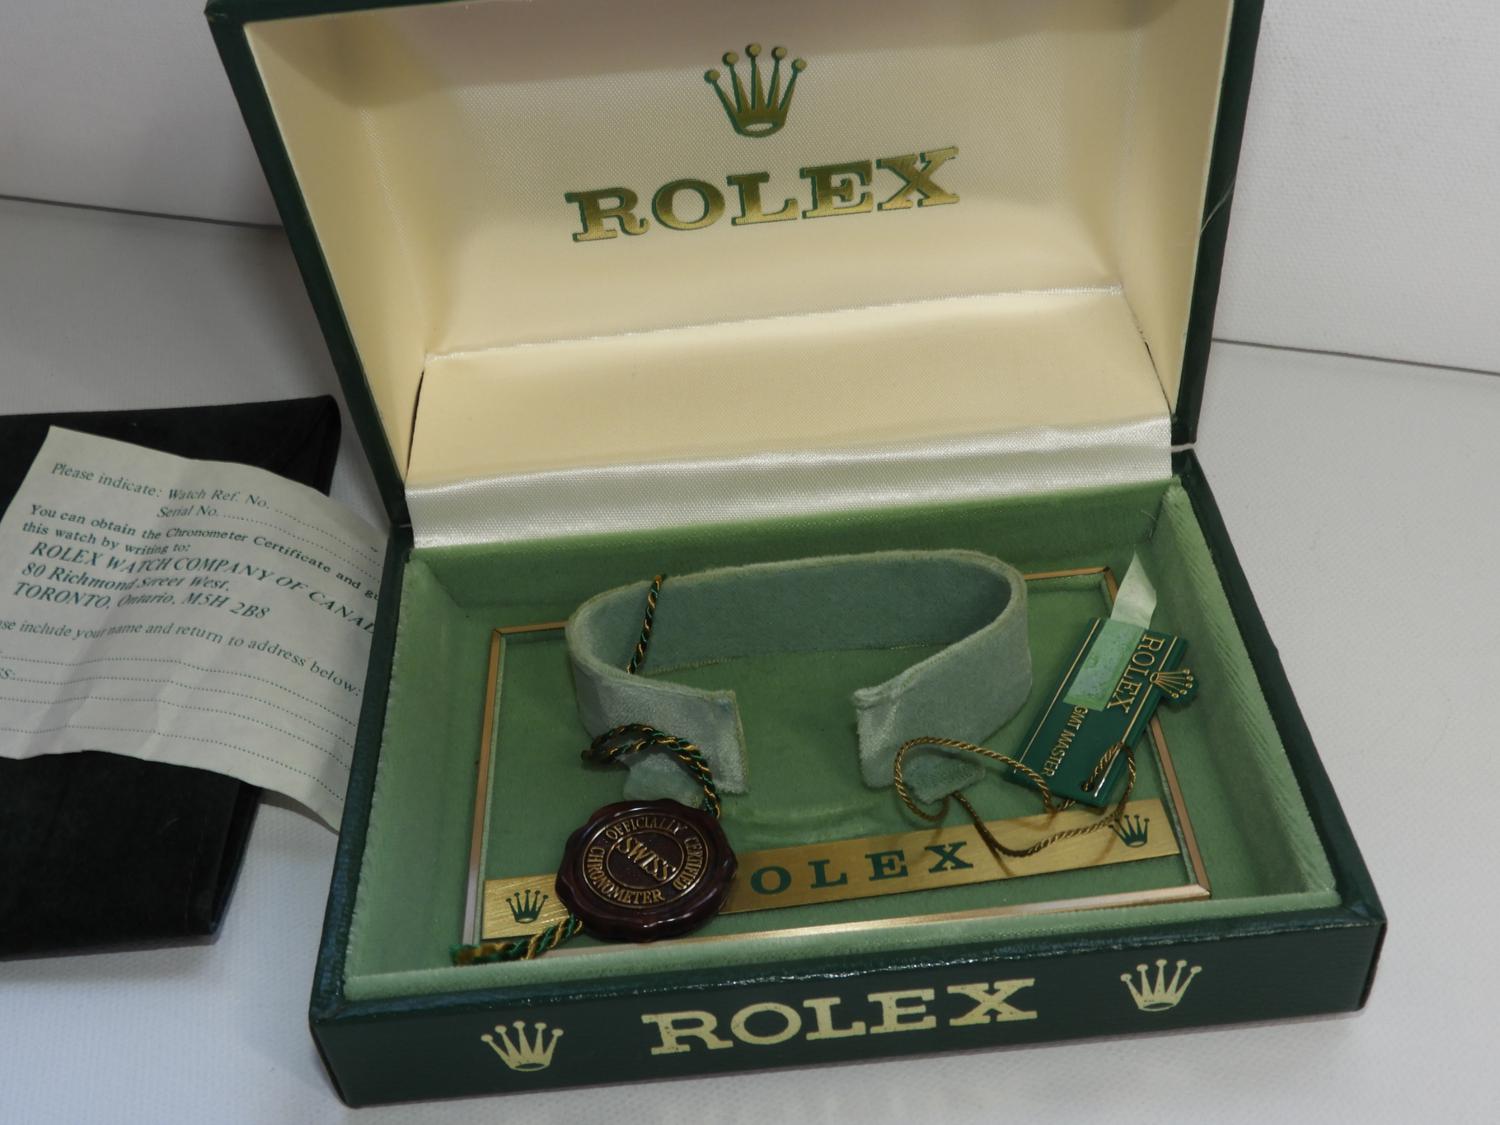 ROLEX
Please indicate: Watch Ref. No.
Serial No.
You can obtain the Chronometer Certificate and
this watch by writing to:
ROLEX WATCH COMPANY OF
80 Richmond Street West,
TORONTO, Ontario, M5H 2B8
include your name and return to address below:
ROLEX
GMT MASTER
OFFICIALLY CERTIFIED
SWISS
CHRONOMETER
OLEX
ROLEX